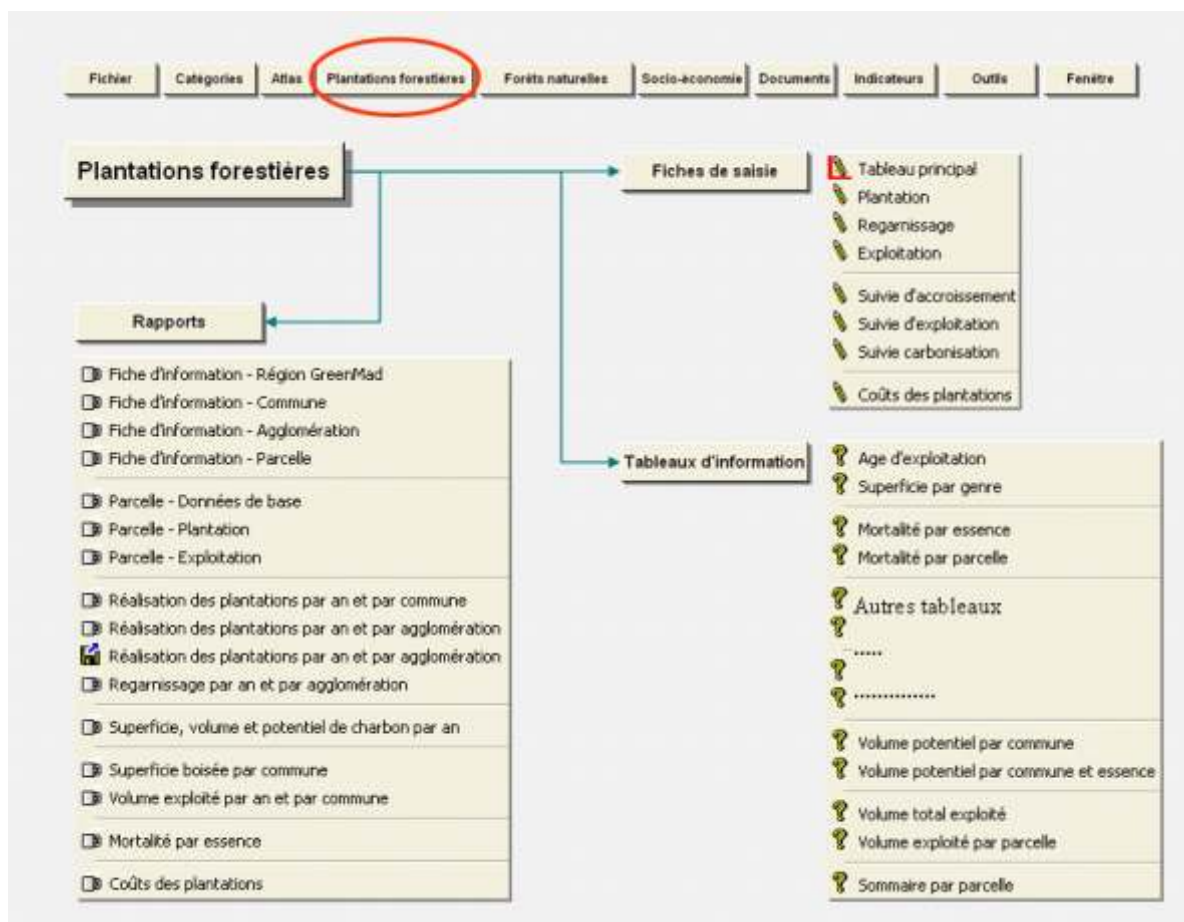 Fichier
Catégories
Atlas
Plantations forestières
Forêts naturelles
Socio-économie
Documents
Indicateurs
Outils
Fenêtre
Plantations forestières
Fiches de saisie
Tableau principal
Plantation
Regarnissage
Exploitation
Suivie d'accroissement
Suivie d'exploitation
Suivie carbonisation
Coûts des plantations
Rapports
Fiche d'information - Région GreenMad
Fiche d'information - Commune
Fiche d'information - Agglomération
Fiche d'information - Parcelle
Parcelle - Données de base
Parcelle - Plantation
Parcelle - Exploitation
Réalisation des plantations par an et par commune
Réalisation des plantations par an et par agglomération
Réalisation des plantations par an et par agglomération
Regarnissage par an et par agglomération
Superficie, volume et potentiel de charbon par an
Superficie boisée par commune
Volume exploité par an et par commune
Mortalité par essence
Coûts des plantations
Tableaux d'information
Age d'exploitation
Superficie par genre
Mortalité par essence
Mortalité par parcelle
Autres tableaux
......
..............
Volume potentiel par commune
Volume potentiel par commune et essence
Volume total exploité
Volume exploité par parcelle
Sommaire par parcelle